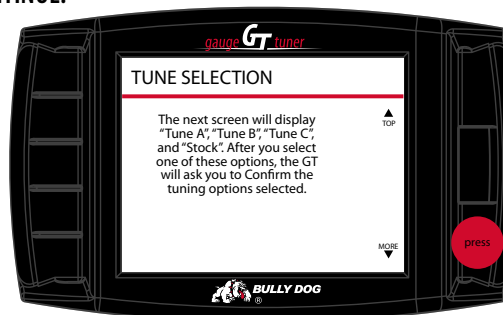 gauge GT tuner
TUNE SELECTION
The next screen will display
“Tune A”, “Tune B”, “Tune C”,
and “Stock”. After you select
one of these options, the GT
will ask you to Confirm the
tuning options selected.
TOP
MORE
press
BULLY DOG
®